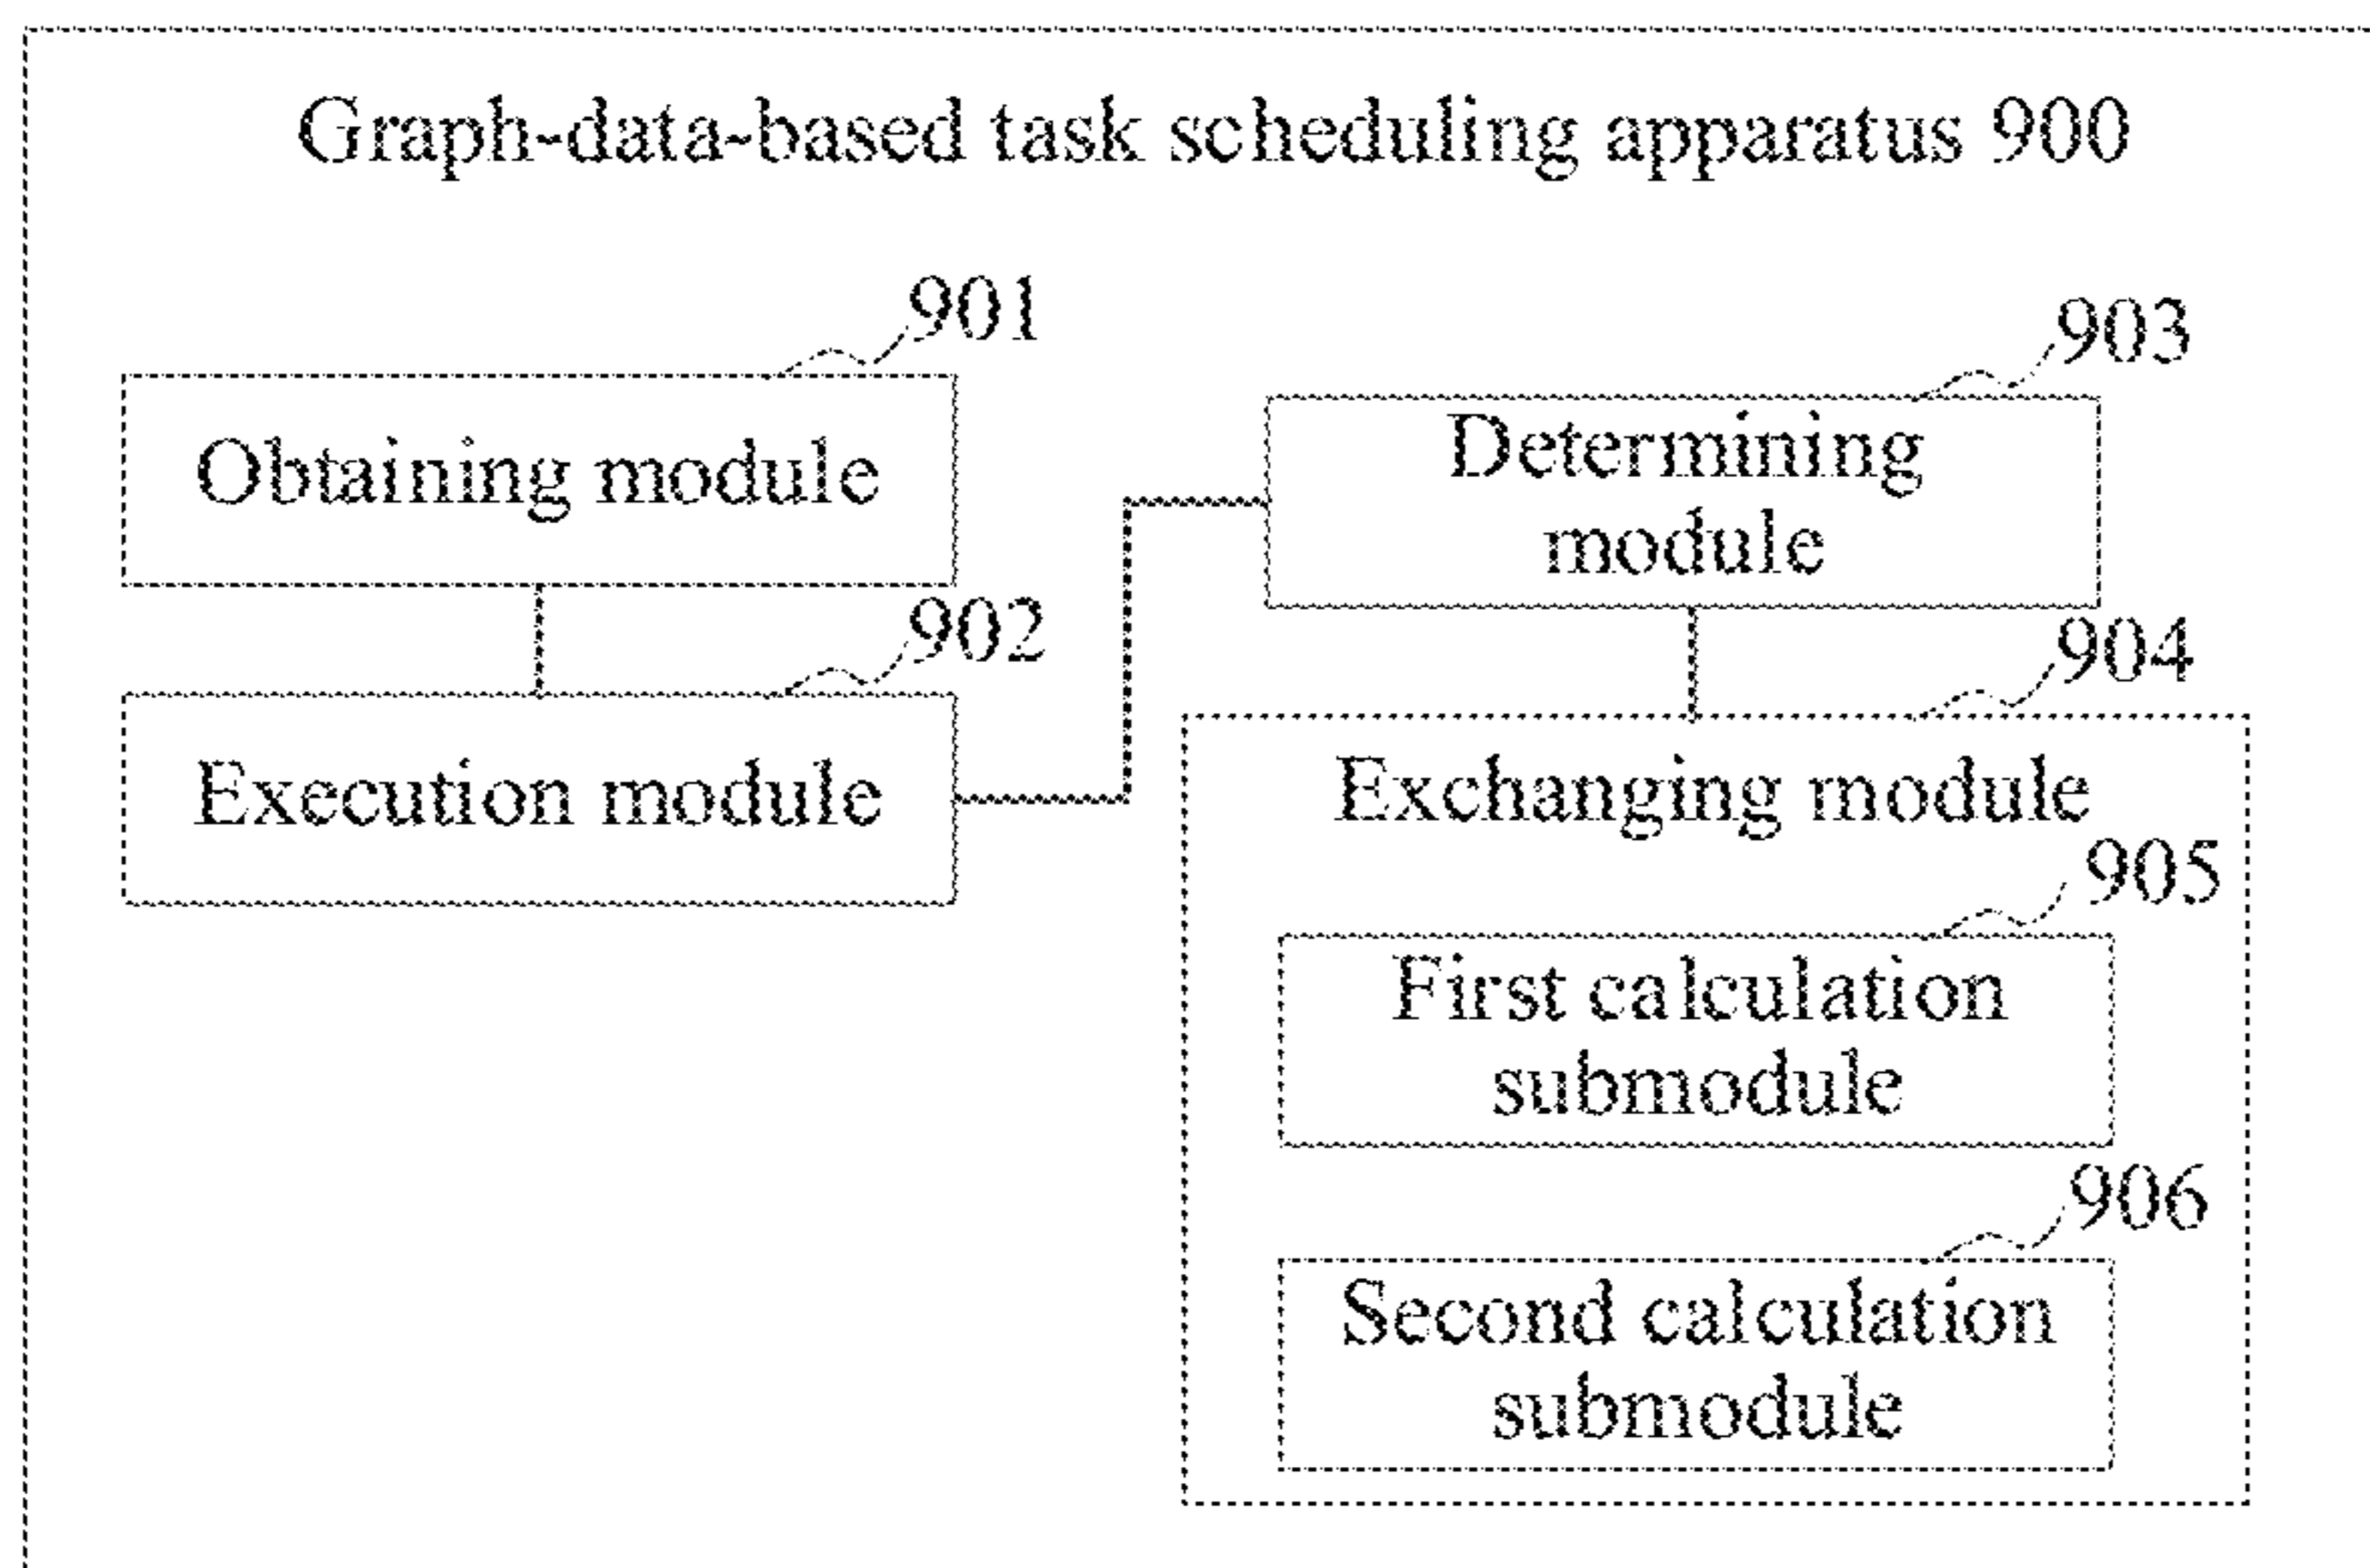 Graph-data-based task scheduling apparatus 900
901
Obtaining module
902
Execution module
903
Determining
module
904
Exchanging module
905
First calculation
submodule
906
Second calculation
submodule